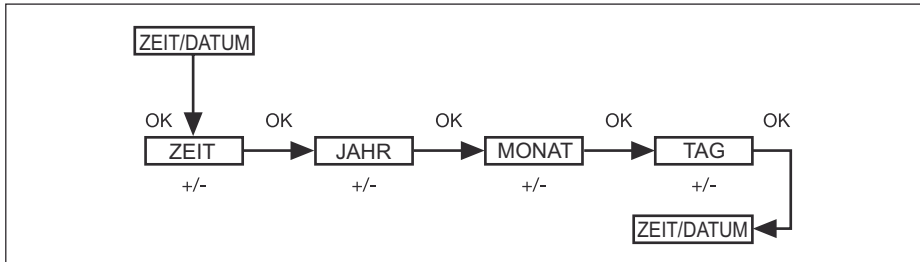 ZEIT/DATUM
OK OK OK OK OK
ZEIT JAHR MONAT TAG
+/- +/- +/- +/-
ZEIT/DATUM